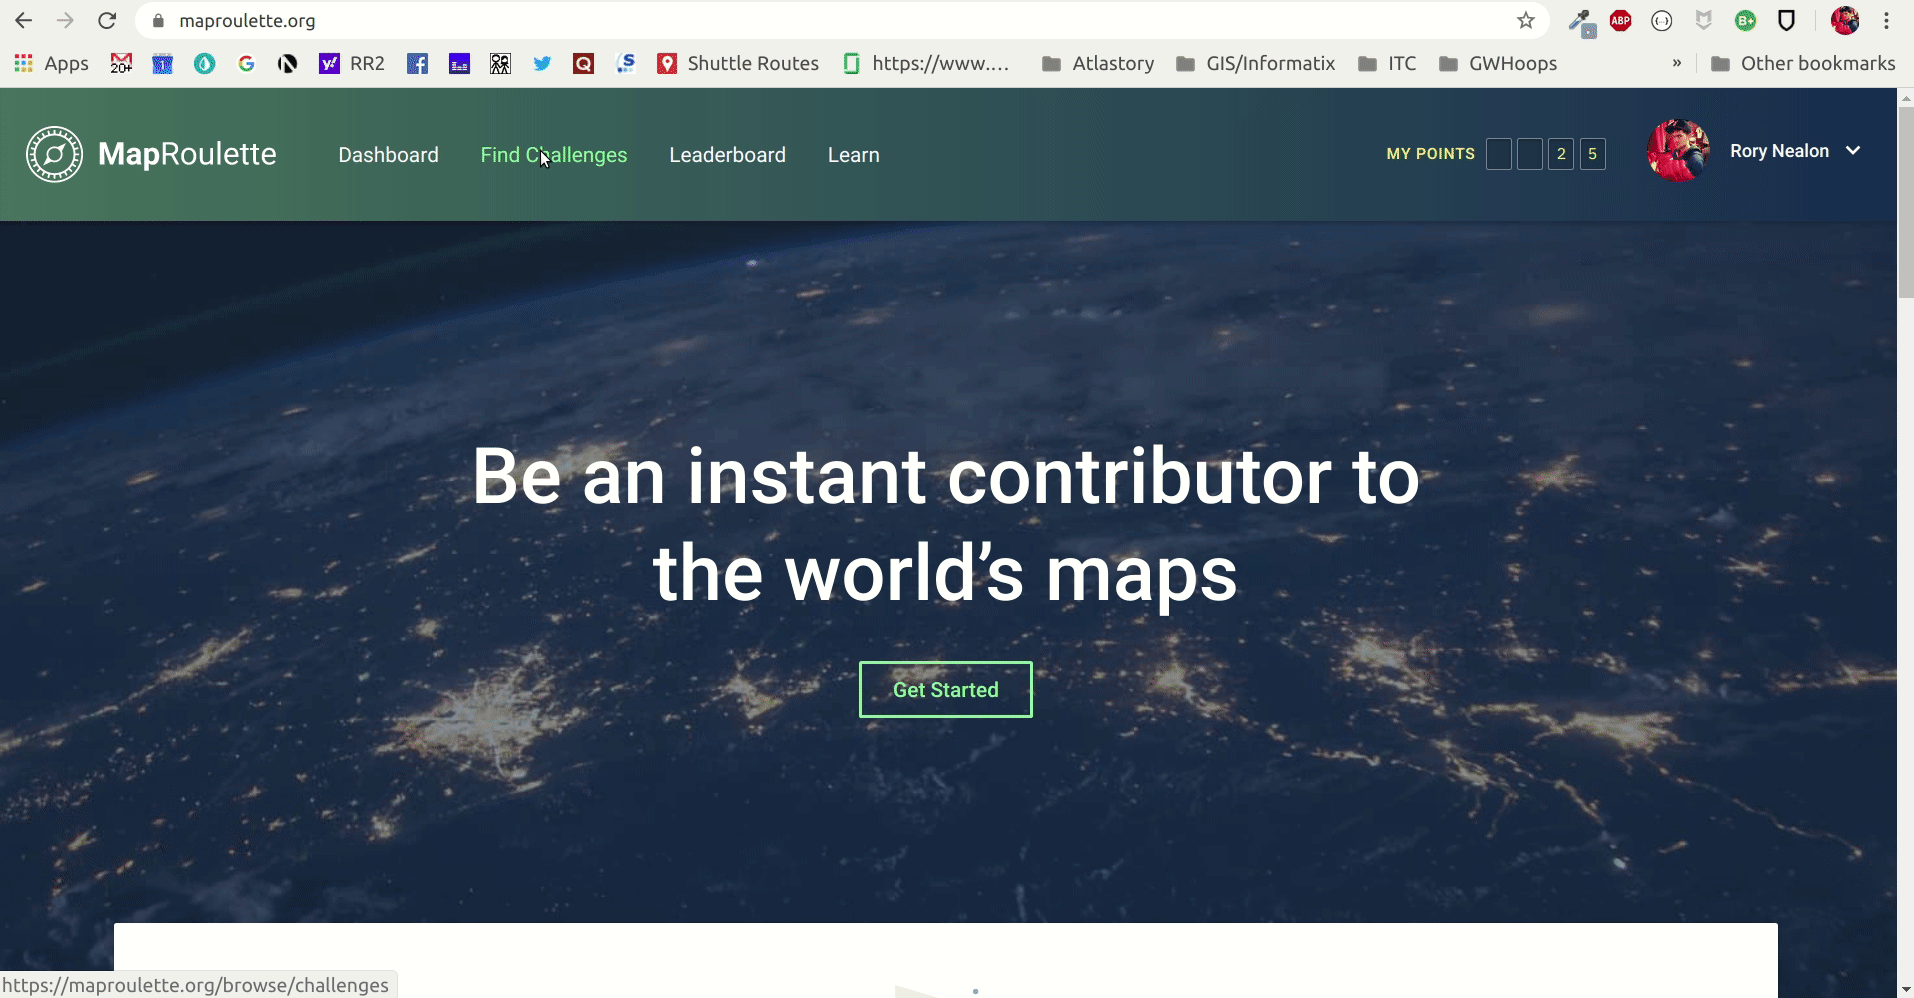 maproulette.org
ABP
B+
Apps
20+
1
G
N
y!
RR2
f
Q
S
Shuttle Routes
https://www....
Atlastory
GIS/Informatix
ITC
GWHoops
»
Other bookmarks
MapRoulette
Dashboard
Find Challenges
Leaderboard
Learn
MY POINTS
2 5
Rory Nealon
Be an instant contributor to
the world’s maps
Get Started
https://maproulette.org/browse/challenges